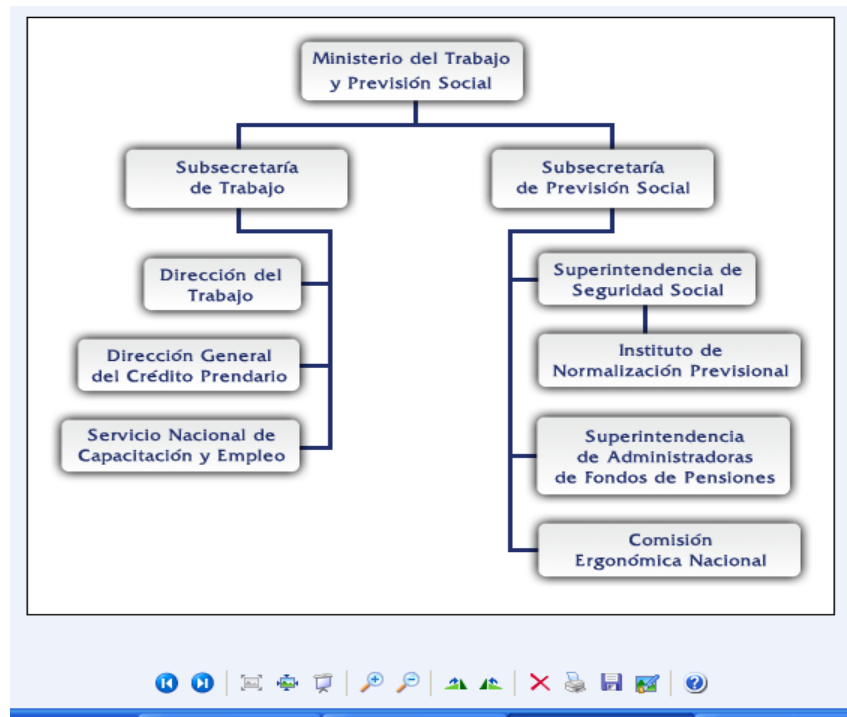 Ministerio del Trabajo
y Previsión Social
Subsecretaría
de Trabajo
Subsecretaría
de Previsión Social
Dirección del
Trabajo
Dirección General
del Crédito Prendario
Servicio Nacional de
Capacitación y Empleo
Superintendencia de
Seguridad Social
Instituto de
Normalización Previsional
Superintendencia
de Administradoras
de Fondos de Pensiones
Comisión
Ergonómica Nacional